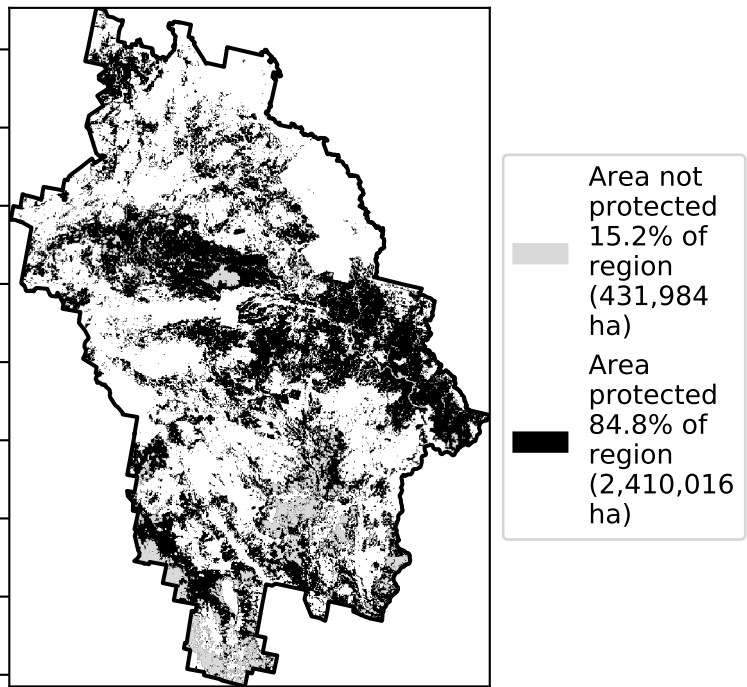 Area not
protected
15.2% of
region
(431,984
ha)
Area
protected
84.8% of
region
(2,410,016
ha)